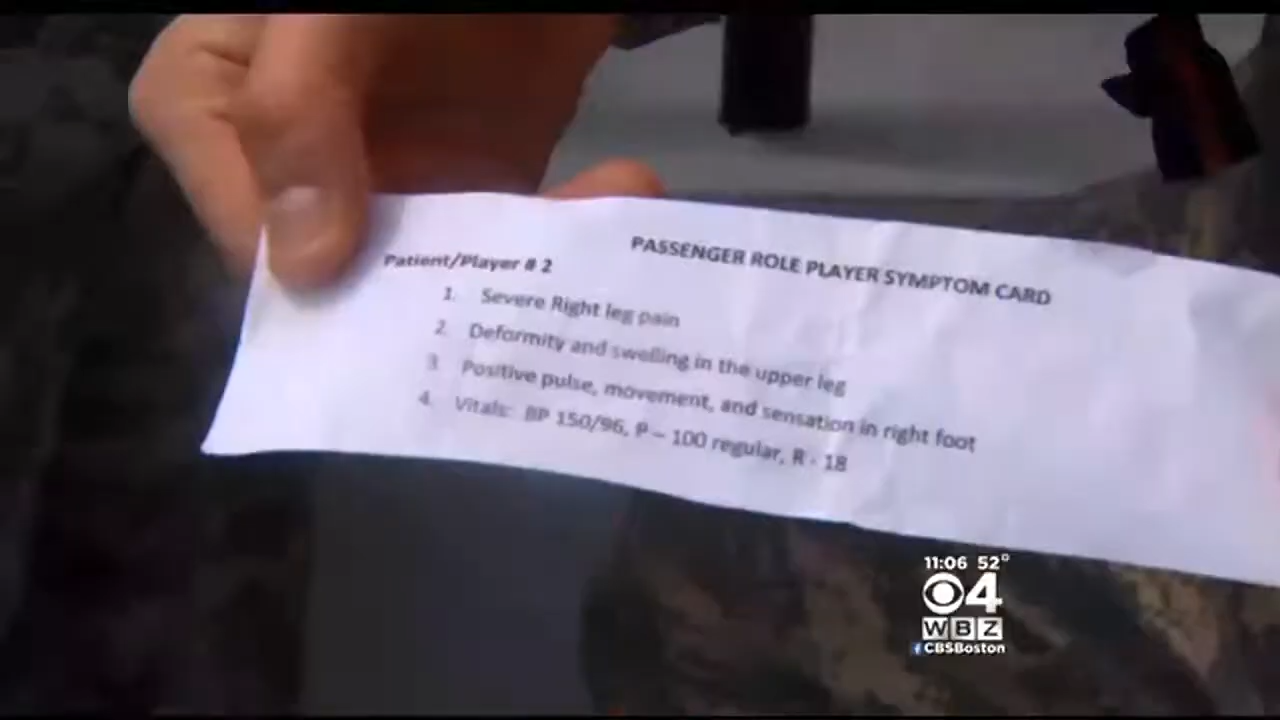 PASSENGER ROLE PLAYER SYMPTOM CARD
Patient/Player # 2
1. Severe Right leg pain
2. Deformity and swelling in the upper leg
3. Positive pulse, movement, and sensation in right foot
4. Vitals: BP 150/96, P – 100 regular, R - 18
11:06 52°
4
WBZ
f CBSBoston